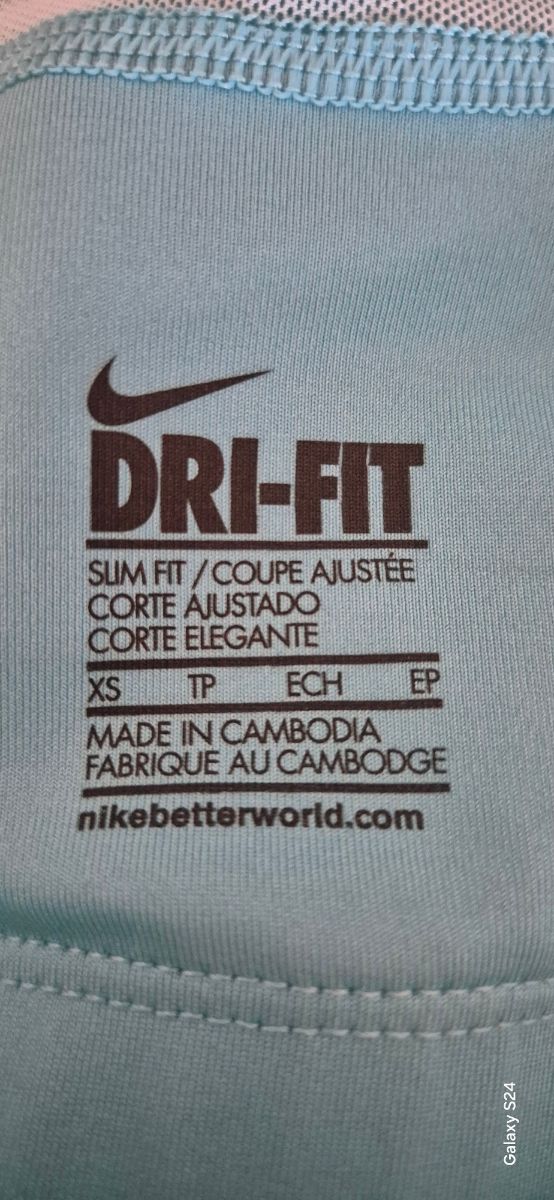 DRI-FIT
SLIM FIT / COUPE AJUSTÉE
CORTE AJUSTADO
CORTE ELEGANTE
XS TP ECH EP
MADE IN CAMBODIA
FABRIQUE AU CAMBODGE
nikebetterworld.com
Galaxy S24